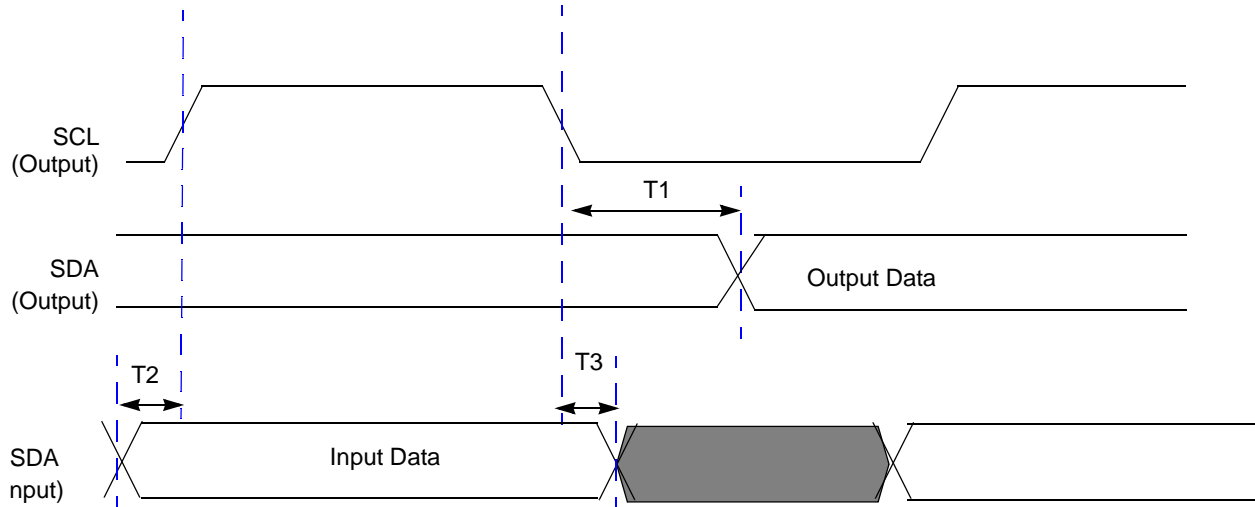 SCL
(Output)
T1
SDA
(Output)
Output Data
T2
T3
SDA
nput)
Input Data